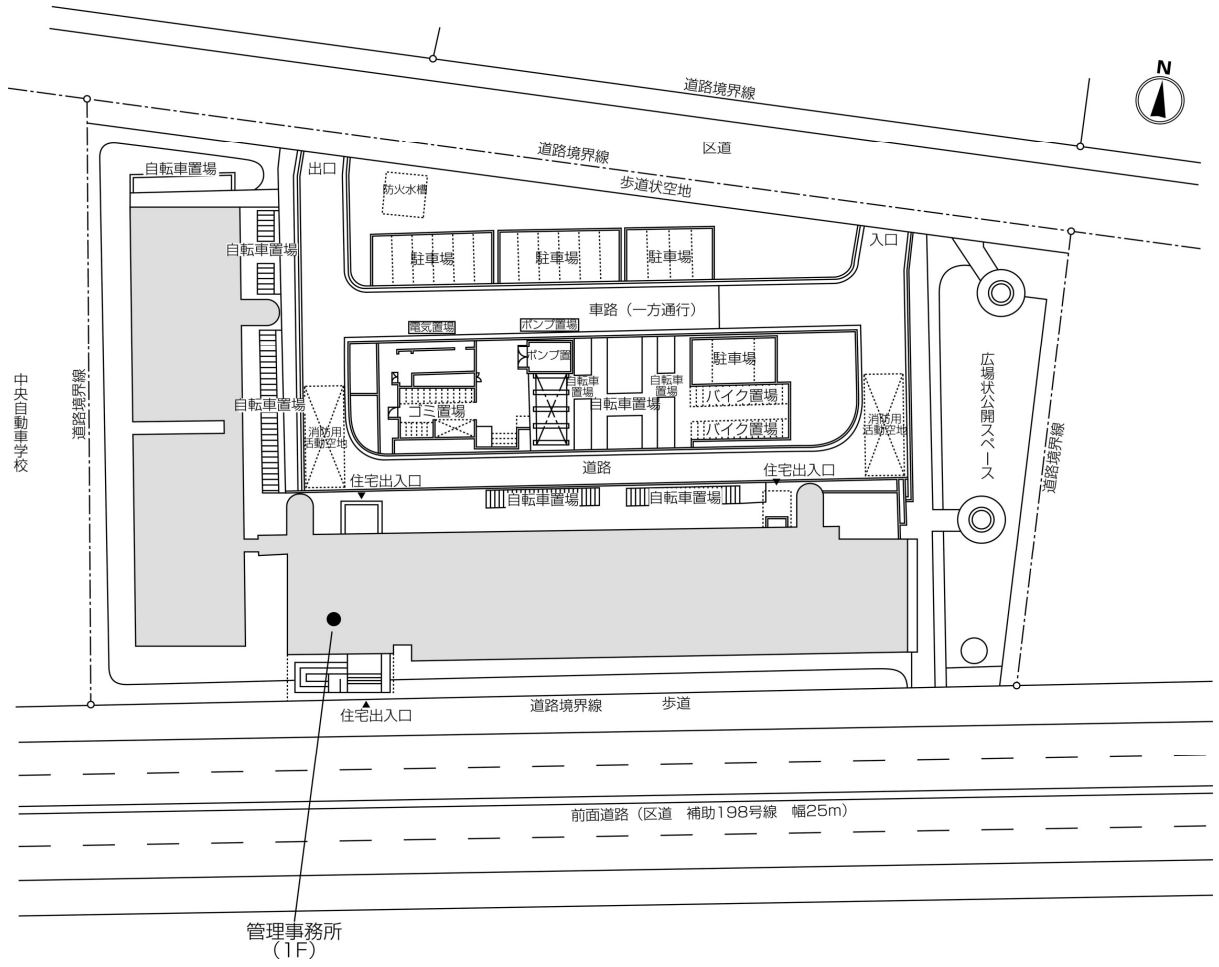 N
道路境界線
道路境界線
区道
歩道状空地
自転車置場
出口
防火水槽
入口
自転車置場
駐車場
駐車場
駐車場
車路（一方通行）
電気置場
ポンプ置場
ポンプ置
駐車場
広場状公開スペース
中央自動車学校
道路境界線
自転車置場
ゴミ置場
自転車
置場
自転車置場
自転車
置場
バイク置場
バイク置場
消防用
活動空地
消防用
活動空地
道路境界線
道路
住宅出入口
住宅出入口
自転車置場
自転車置場
住宅出入口
道路境界線
歩道
前面道路（区道　補助198号線　幅25m）
管理事務所
（1F）